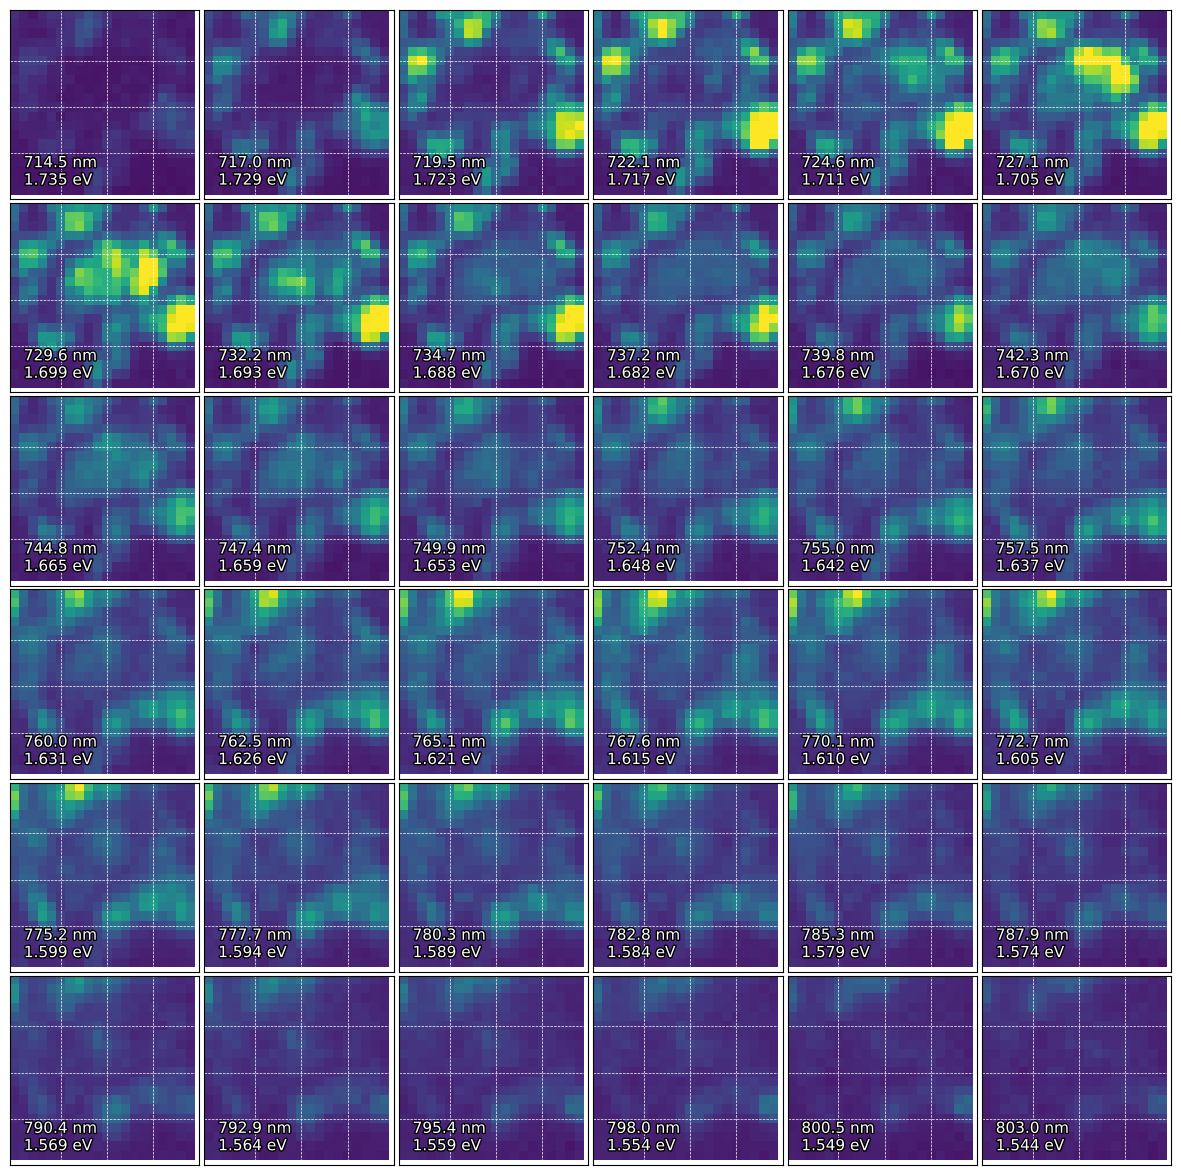 714.5 nm
1.735 eV
717.0 nm
1.729 eV
719.5 nm
1.723 eV
722.1 nm
1.717 eV
724.6 nm
1.711 eV
727.1 nm
1.705 eV
729.6 nm
1.699 eV
732.2 nm
1.693 eV
734.7 nm
1.688 eV
737.2 nm
1.682 eV
739.8 nm
1.676 eV
742.3 nm
1.670 eV
744.8 nm
1.665 eV
747.4 nm
1.659 eV
749.9 nm
1.653 eV
752.4 nm
1.648 eV
755.0 nm
1.642 eV
757.5 nm
1.637 eV
760.0 nm
1.631 eV
762.5 nm
1.626 eV
765.1 nm
1.621 eV
767.6 nm
1.615 eV
770.1 nm
1.610 eV
772.7 nm
1.605 eV
775.2 nm
1.599 eV
777.7 nm
1.594 eV
780.3 nm
1.589 eV
782.8 nm
1.584 eV
785.3 nm
1.579 eV
787.9 nm
1.574 eV
790.4 nm
1.569 eV
792.9 nm
1.564 eV
795.4 nm
1.559 eV
798.0 nm
1.554 eV
800.5 nm
1.549 eV
803.0 nm
1.544 eV